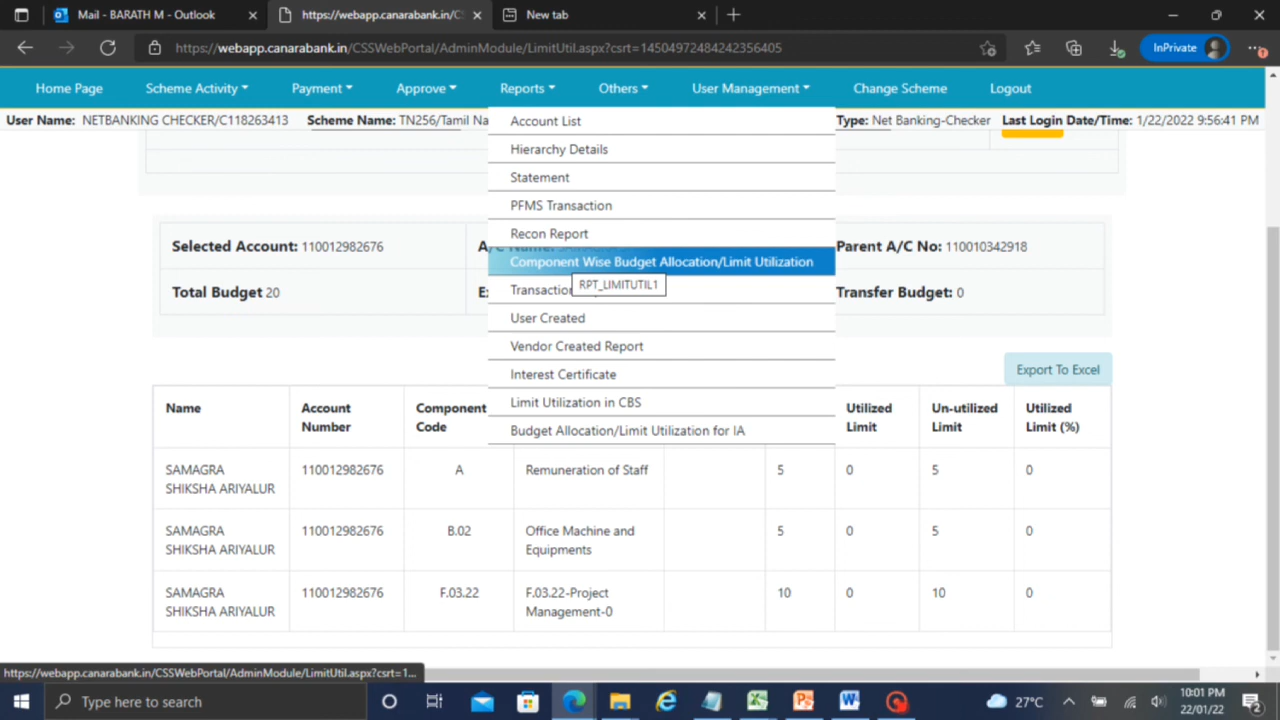 Mail - BARATH M - Outlook
https://webapp.canarabank.in/CS
New tab
https://webapp.canarabank.in/CSSWebPortal/AdminModule/LimitUtil.aspx?csrt=14504972484242356405
InPrivate
Home Page Scheme Activity Payment Approve Reports Others User Management Change Scheme Logout
User Name: NETBANKING CHECKER/C118263413 Scheme Name: TN256/Tamil Na Type: Net Banking-Checker Last Login Date/Time: 1/22/2022 9:56:41 PM
Account List
Hierarchy Details
Statement
PFMS Transaction
Recon Report
Component Wise Budget Allocation/Limit Utilization
RPT_LIMITUTIL1
Transaction
User Created
Vendor Created Report
Interest Certificate
Limit Utilization in CBS
Budget Allocation/Limit Utilization for IA
Selected Account: 110012982676 Parent A/C No: 110010342918
Total Budget 20 Transfer Budget: 0
Export To Excel
Name Account Number Component Code Utilized Limit Un-utilized Limit Utilized Limit (%)
SAMAGRA SHIKSHA ARIYALUR 110012982676 A Remuneration of Staff 5 0 5 0
SAMAGRA SHIKSHA ARIYALUR 110012982676 B.02 Office Machine and Equipments 5 0 5 0
SAMAGRA SHIKSHA ARIYALUR 110012982676 F.03.22 F.03.22-Project Management-0 10 0 10 0
https://webapp.canarabank.in/CSSWebPortal/AdminModule/LimitUtil.aspx?csrt=1...
Type here to search
27°C
10:01 PM
22/01/22
2